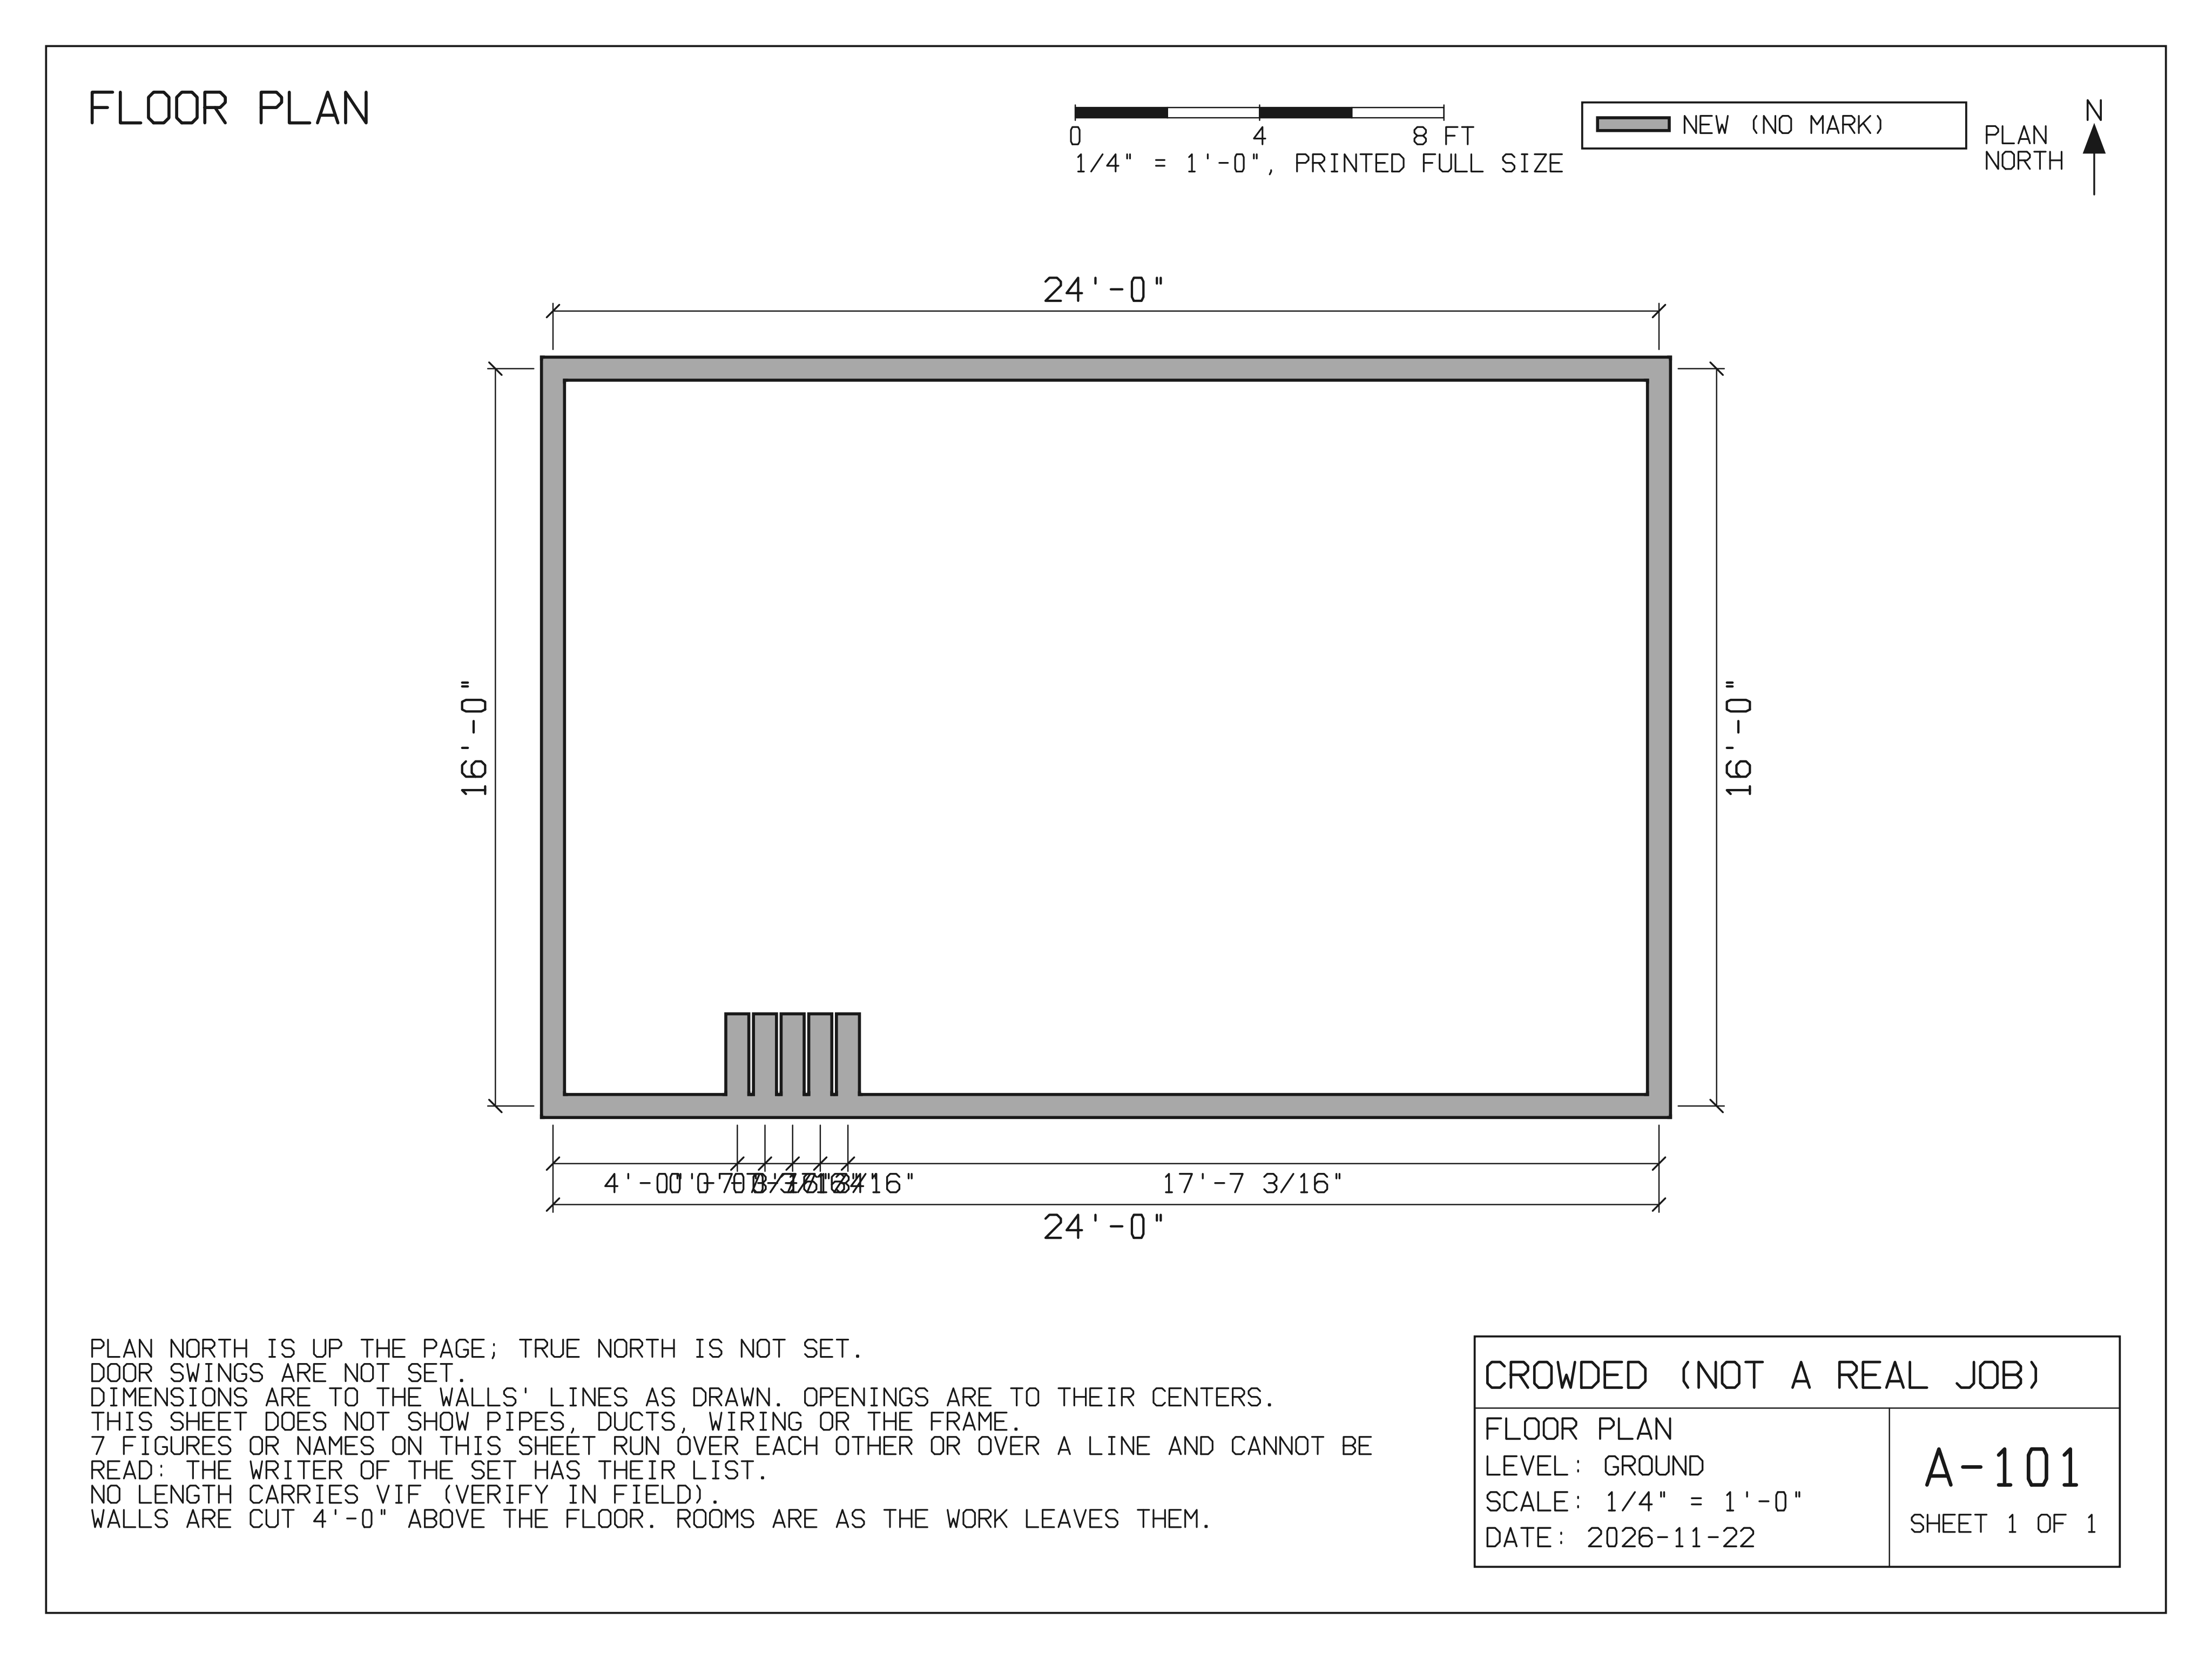 FLOOR PLAN
0 4 8 FT
1/4" = 1'-0", PRINTED FULL SIZE
NEW (NO MARK)
PLAN
NORTH
N
24'-0"
16'-0"
16'-0"
17'-7 3/16"
24'-0"
PLAN NORTH IS UP THE PAGE; TRUE NORTH IS NOT SET.
DOOR SWINGS ARE NOT SET.
DIMENSIONS ARE TO THE WALLS' LINES AS DRAWN. OPENINGS ARE TO THEIR CENTERS.
THIS SHEET DOES NOT SHOW PIPES, DUCTS, WIRING OR THE FRAME.
7 FIGURES OR NAMES ON THIS SHEET RUN OVER EACH OTHER OR OVER A LINE AND CANNOT BE
READ: THE WRITER OF THE SET HAS THEIR LIST.
NO LENGTH CARRIES VIF (VERIFY IN FIELD).
WALLS ARE CUT 4'-0" ABOVE THE FLOOR. ROOMS ARE AS THE WORK LEAVES THEM.
CROWDED (NOT A REAL JOB)
FLOOR PLAN
LEVEL: GROUND
SCALE: 1/4" = 1'-0"
DATE: 2026-11-22
A-101
SHEET 1 OF 1